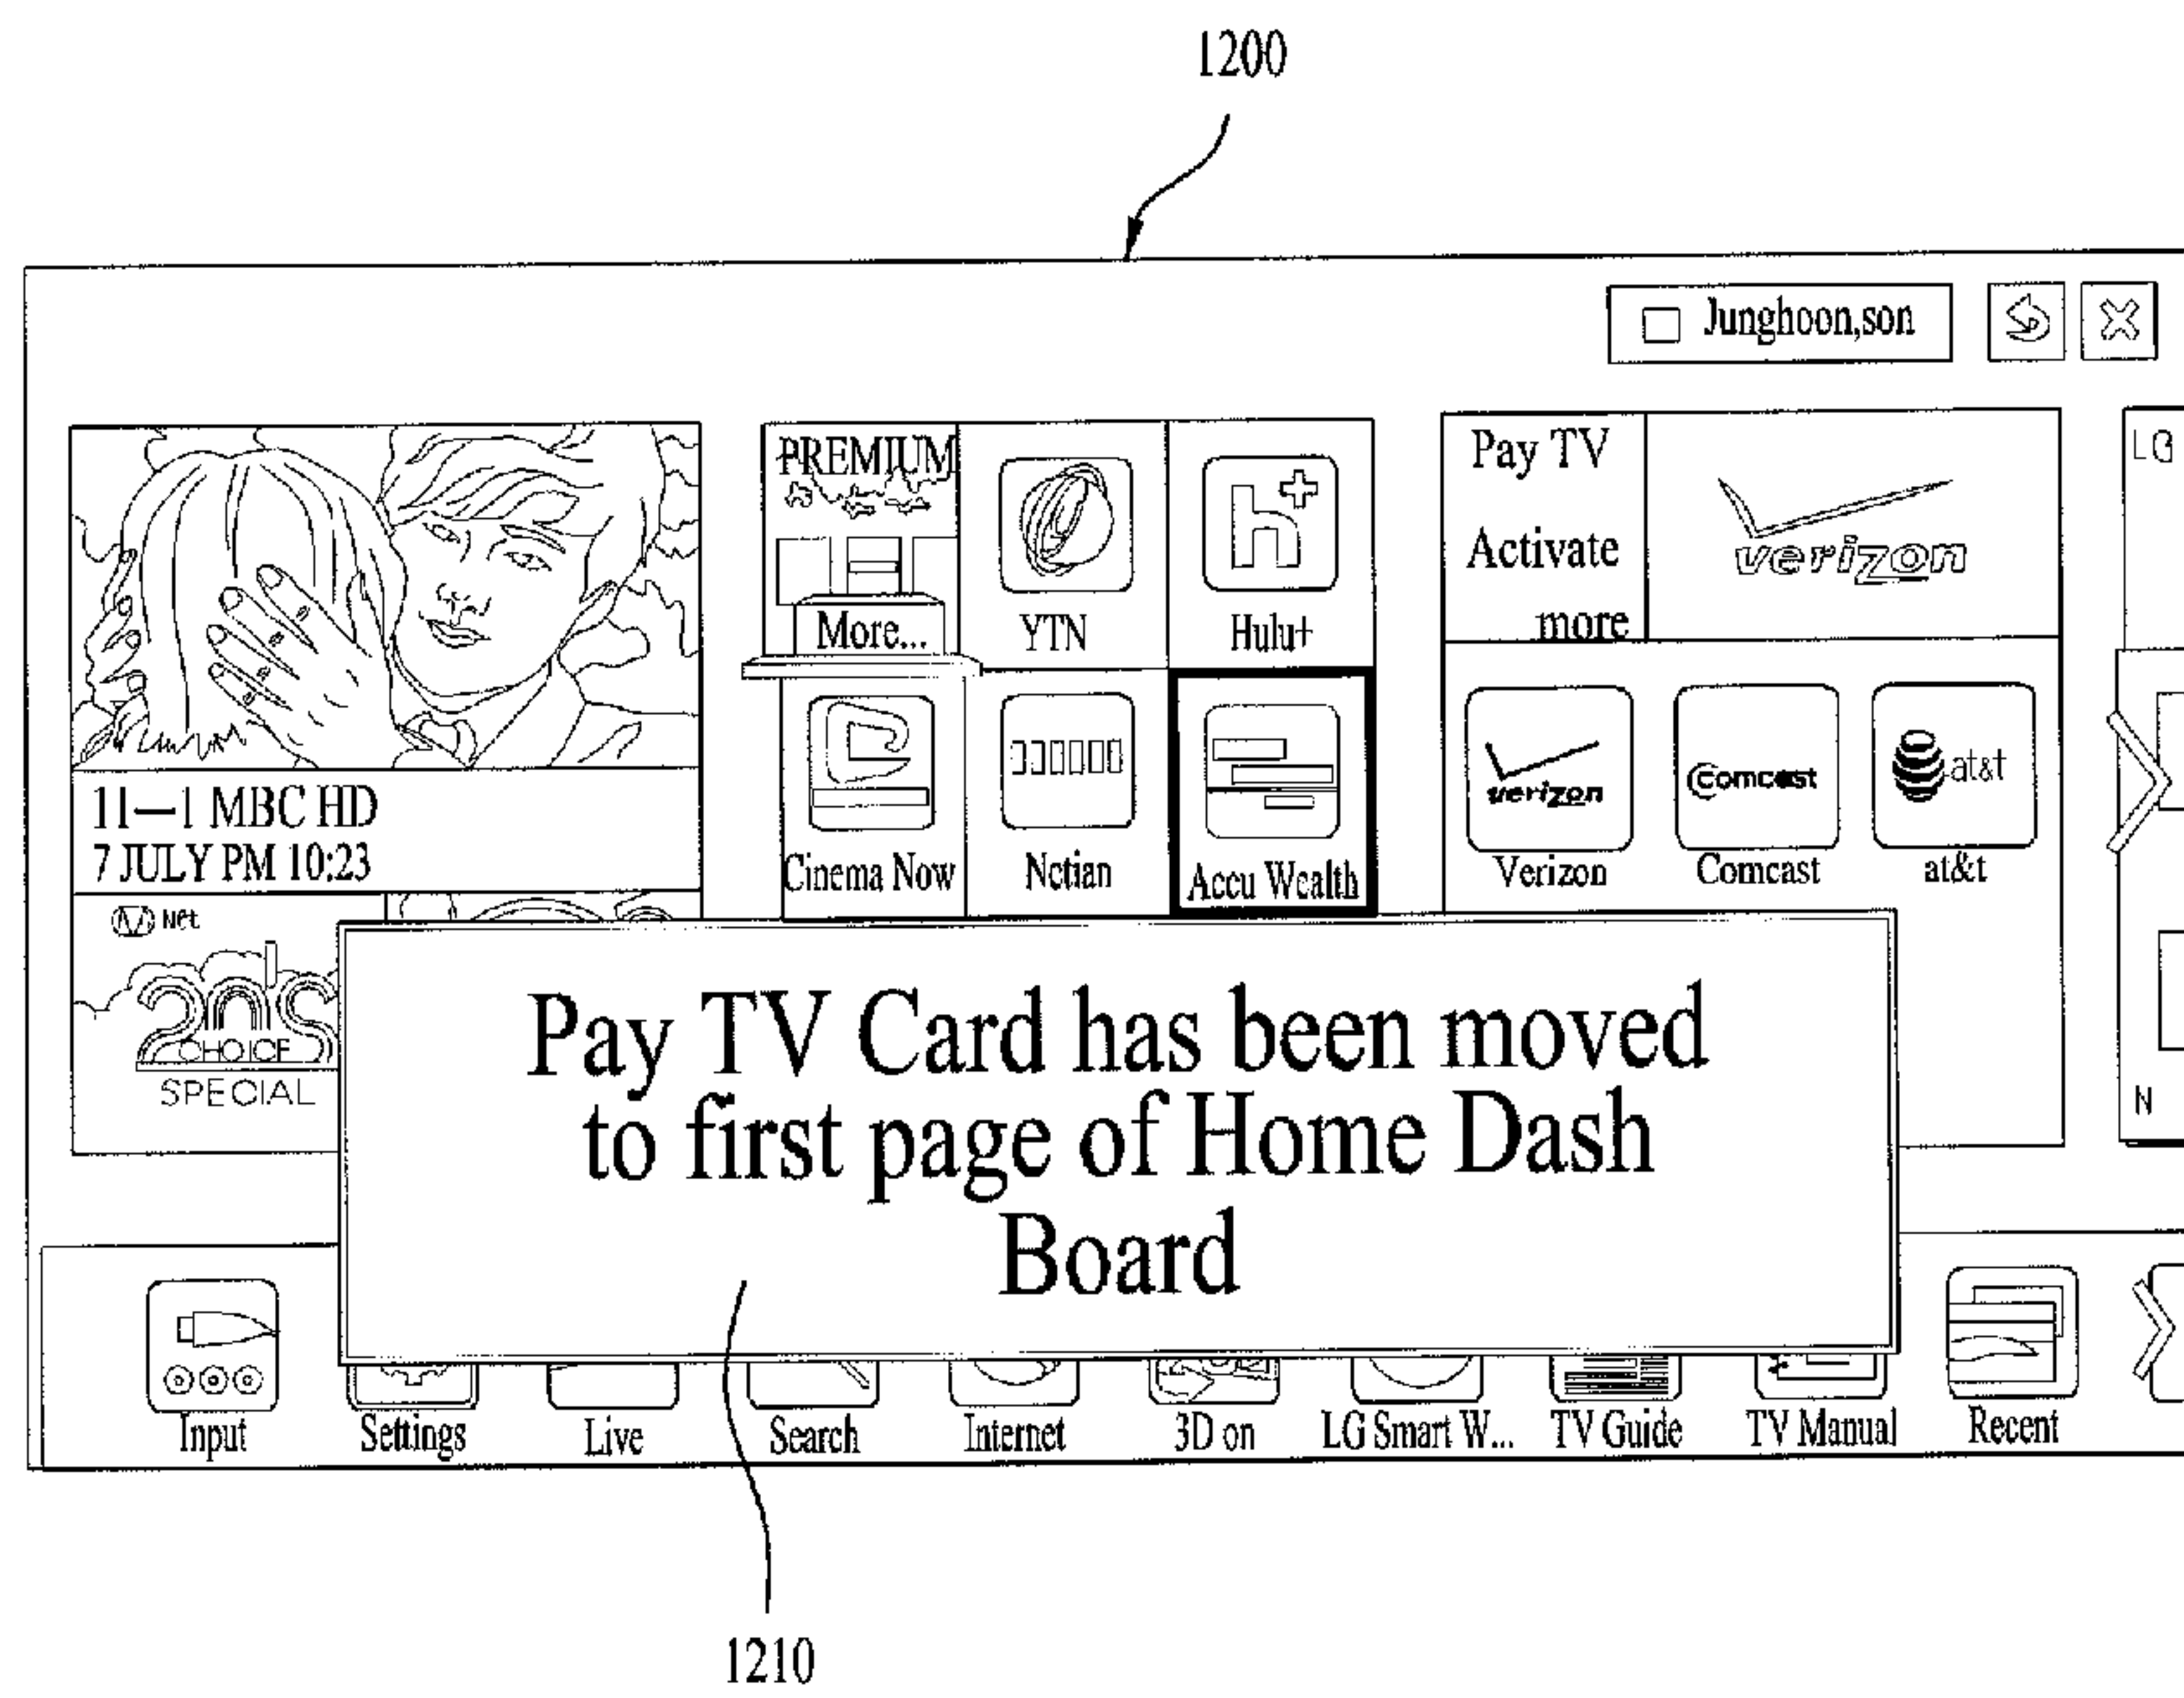 1200
Junghoon,son
PREMIUM
More...
YTN
h+
Hulu+
Cinema Now
Nctian
Accu Wealth
Pay TV
Activate
more
verizon
verizon
comcast
at&t
Verizon
Comcast
at&t
LG
N
11—1 MBC HD
7 JULY PM 10:23
Net
CHOICE
SPECIAL
Pay TV Card has been moved
to first page of Home Dash
Board
Input
Settings
Live
Search
Internet
3D on
LG Smart W...
TV Guide
TV Manual
Recent
1210